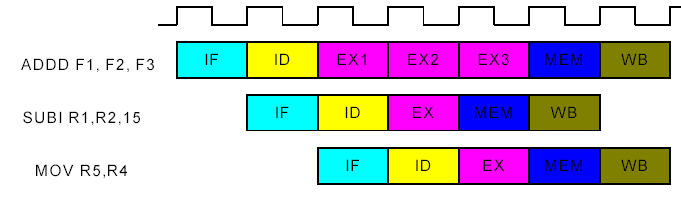 ADDD F1, F2, F3 IF ID EX1 EX2 EX3 MEM WB
SUBI R1,R2,15 IF ID EX MEM WB
MOV R5,R4 IF ID EX MEM WB